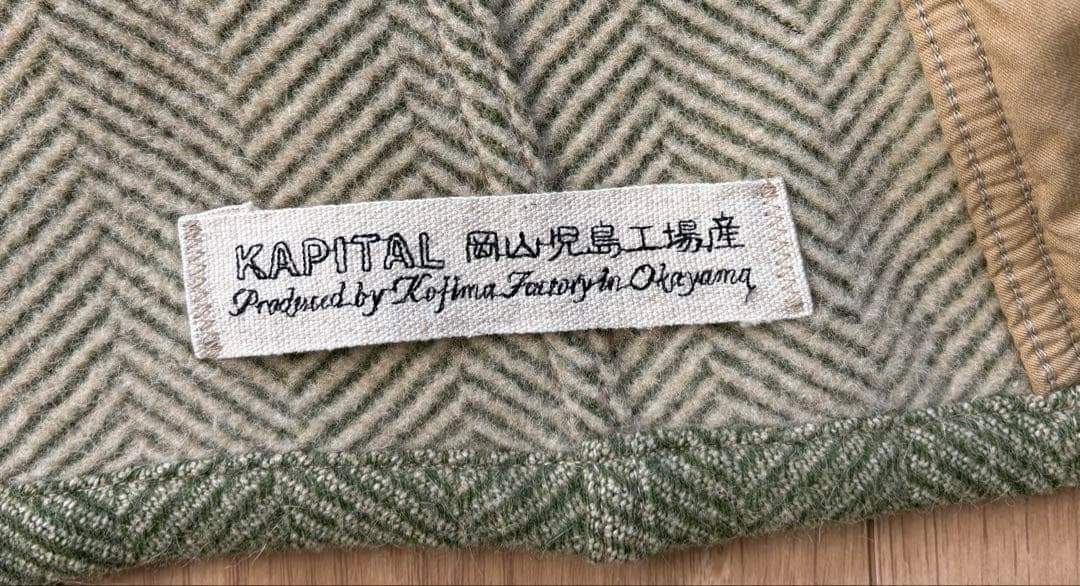 KAPITAL 岡山児島工場産
Produced by Kojima Factory in Okayama